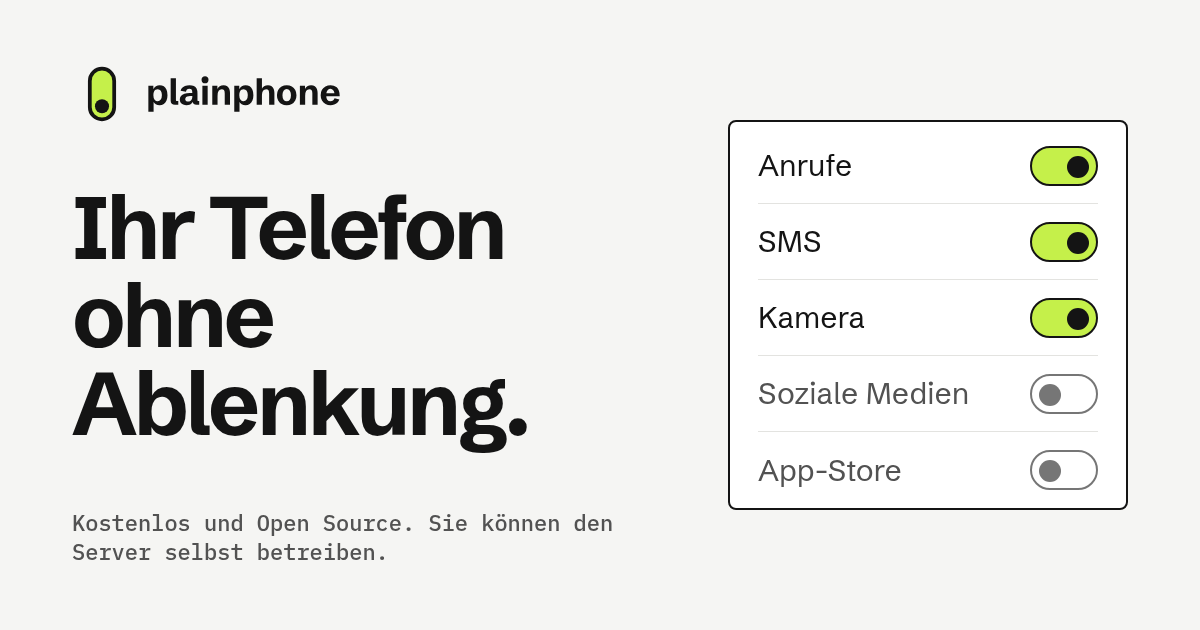 plainphone
Ihr Telefon
ohne
Ablenkung.
Kostenlos und Open Source. Sie können den
Server selbst betreiben.
Anrufe
SMS
Kamera
Soziale Medien
App-Store